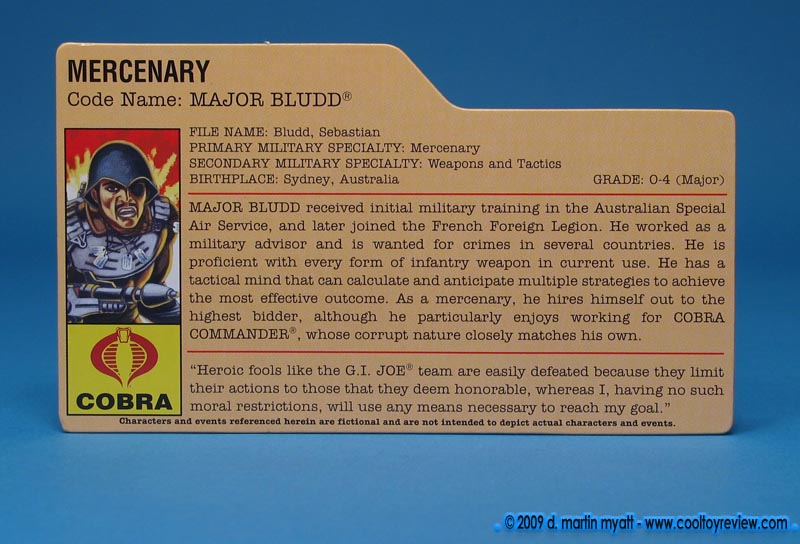 MERCENARY
Code Name: MAJOR BLUDD®
FILE NAME: Bludd, Sebastian
PRIMARY MILITARY SPECIALTY: Mercenary
SECONDARY MILITARY SPECIALTY: Weapons and Tactics
BIRTHPLACE: Sydney, Australia GRADE: O-4 (Major)
MAJOR BLUDD received initial military training in the Australian Special
Air Service, and later joined the French Foreign Legion. He worked as a
military advisor and is wanted for crimes in several countries. He is
proficient with every form of infantry weapon in current use. He has a
tactical mind that can calculate and anticipate multiple strategies to achieve
the most effective outcome. As a mercenary, he hires himself out to the
highest bidder, although he particularly enjoys working for COBRA
COMMANDER®, whose corrupt nature closely matches his own.
COBRA
“Heroic fools like the G.I. JOE® team are easily defeated because they limit
their actions to those that they deem honorable, whereas I, having no such
moral restrictions, will use any means necessary to reach my goal.”
Characters and events referenced herein are fictional and are not intended to depict actual characters and events.
© 2009 d. martin myatt - www.cooltoyreview.com